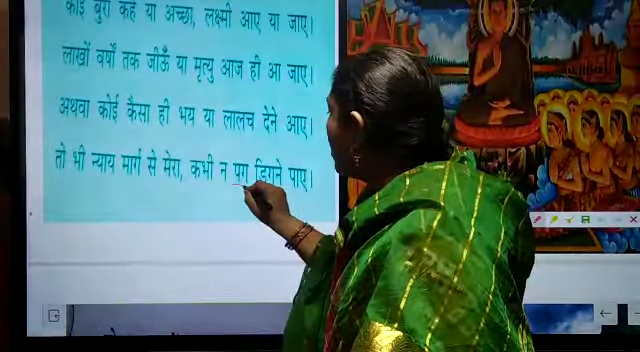 कोई बुरा कहे या अच्छा, लक्ष्मी आए या जाए।
लाखों वर्षों तक जीऊँ या मृत्यु आज ही आ जाए।
अथवा कोई कैसा ही भय या लालच देने आए।
तो भी न्याय मार्ग से मेरा, कभी न पग डिगने पाए।